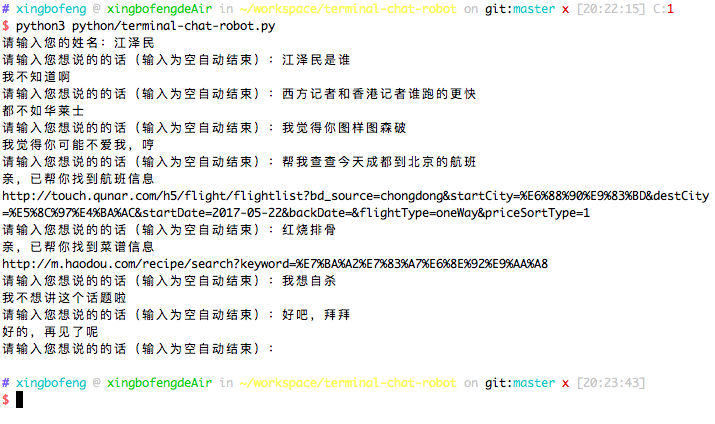 # xingbofeng @ xingbofengdeAir in ~/workspace/terminal-chat-robot on git:master x [20:22:15] C:1
$ python3 python/terminal-chat-robot.py
请输入您的姓名：江泽民
请输入您想说的的话（输入为空自动结束）：江泽民是谁
我不知道啊
请输入您想说的的话（输入为空自动结束）：西方记者和香港记者谁跑的更快
都不如华莱士
请输入您想说的的话（输入为空自动结束）：我觉得你图样图森破
我觉得你可能不爱我，哼
请输入您想说的的话（输入为空自动结束）：帮我查查今天成都到北京的航班
亲，已帮你找到航班信息
http://touch.qunar.com/h5/flight/flightlist?bd_source=chongdong&startCity=%E6%88%90%E9%83%BD&destCity
=%E5%8C%97%E4%BA%AC&startDate=2017-05-22&backDate=&flightType=oneWay&priceSortType=1
请输入您想说的的话（输入为空自动结束）：红烧排骨
亲，已帮你找到菜谱信息
http://m.haodou.com/recipe/search?keyword=%E7%BA%A2%E7%83%A7%E6%8E%92%E9%AA%A8
请输入您想说的的话（输入为空自动结束）：我想自杀
我不想讲这个话题啦
请输入您想说的的话（输入为空自动结束）：好吧，拜拜
好的，再见了呢
请输入您想说的的话（输入为空自动结束）：
# xingbofeng @ xingbofengdeAir in ~/workspace/terminal-chat-robot on git:master x [20:23:43]
$